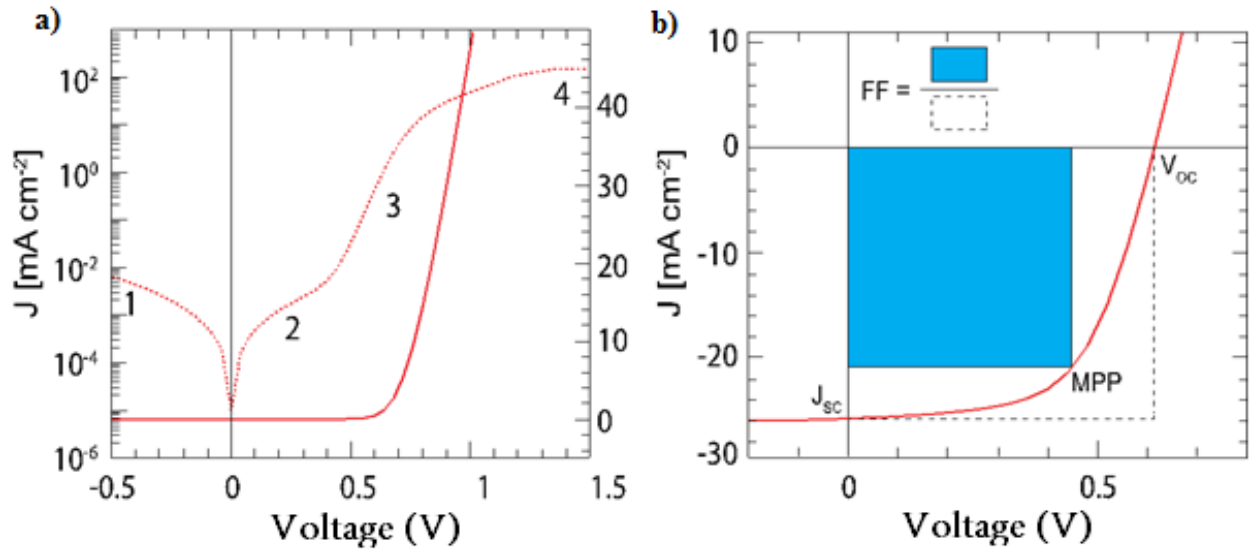 a)
J [mA cm⁻²]
10²
10⁰
10⁻²
10⁻⁴
10⁻⁶
1
2
3
4
40
30
20
10
0
-0.5
0
0.5
1
1.5
Voltage (V)
b)
J [mA cm⁻²]
10
0
-10
-20
-30
FF =
V_OC
J_SC
MPP
0
0.5
Voltage (V)